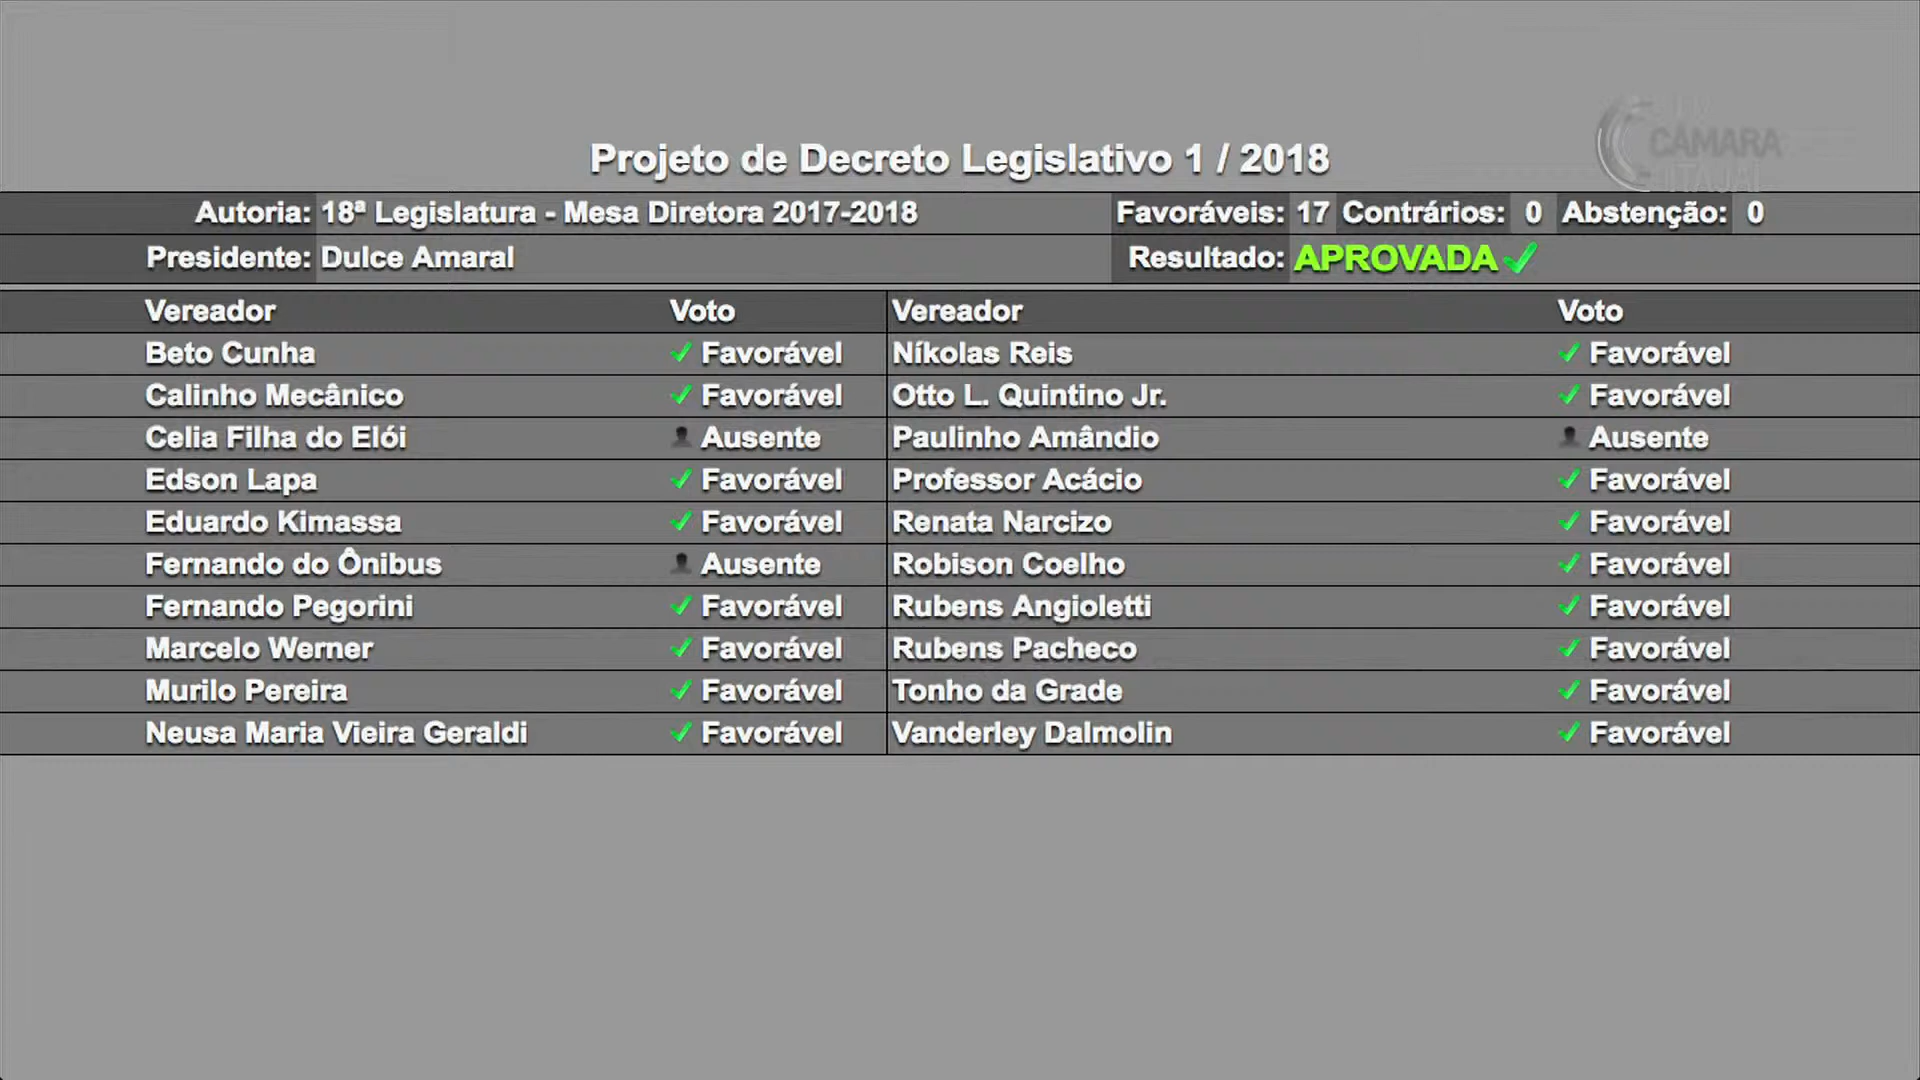 TV
CÂMARA
ITAJAÍ
Projeto de Decreto Legislativo 1 / 2018
Autoria: 18ª Legislatura - Mesa Diretora 2017-2018 Favoráveis: 17 Contrários: 0 Abstenção: 0
Presidente: Dulce Amaral Resultado: APROVADA
Vereador Voto Vereador Voto
Beto Cunha Favorável Níkolas Reis Favorável
Calinho Mecânico Favorável Otto L. Quintino Jr. Favorável
Celia Filha do Elói Ausente Paulinho Amândio Ausente
Edson Lapa Favorável Professor Acácio Favorável
Eduardo Kimassa Favorável Renata Narcizo Favorável
Fernando do Ônibus Ausente Robison Coelho Favorável
Fernando Pegorini Favorável Rubens Angioletti Favorável
Marcelo Werner Favorável Rubens Pacheco Favorável
Murilo Pereira Favorável Tonho da Grade Favorável
Neusa Maria Vieira Geraldi Favorável Vanderley Dalmolin Favorável